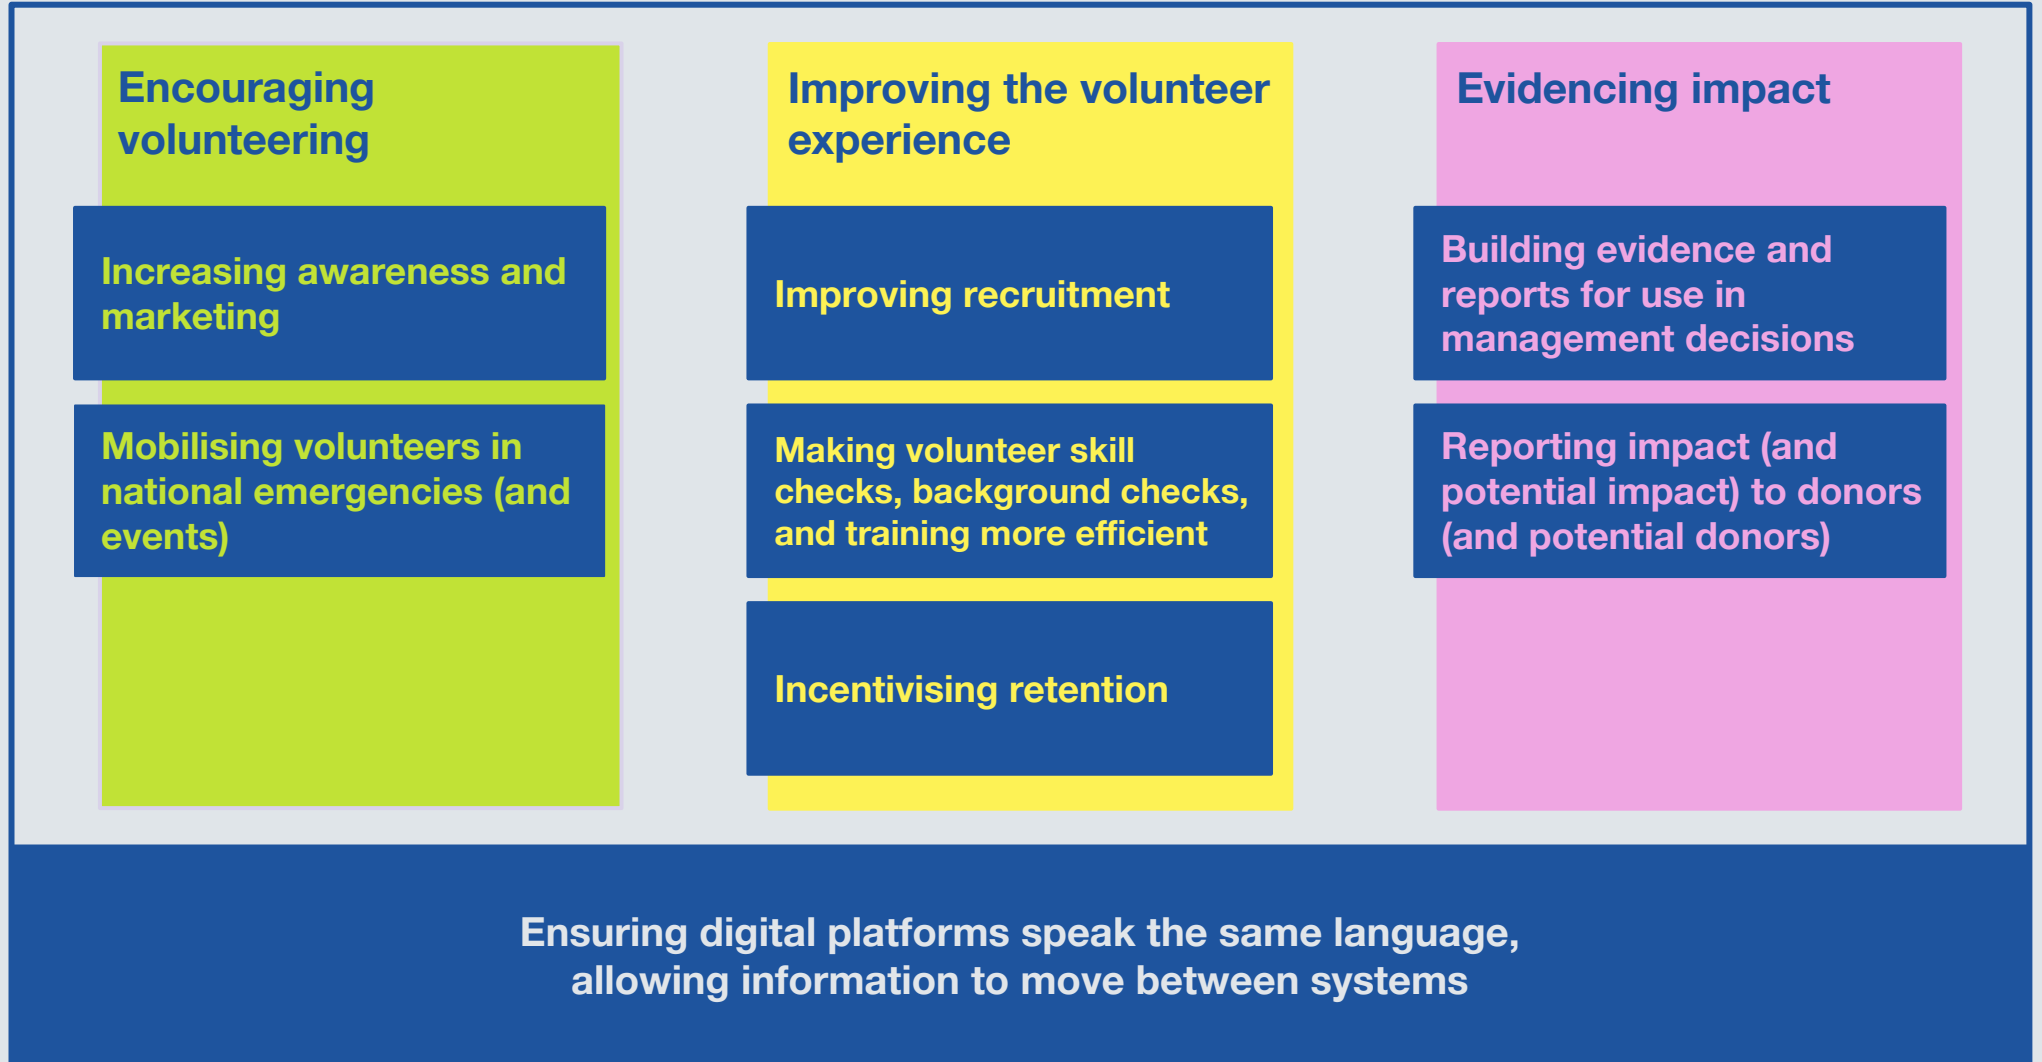 Encouraging
volunteering
Increasing awareness and
marketing
Mobilising volunteers in
national emergencies (and
events)
Improving the volunteer
experience
Improving recruitment
Making volunteer skill
checks, background checks,
and training more efficient
Incentivising retention
Evidencing impact
Building evidence and
reports for use in
management decisions
Reporting impact (and
potential impact) to donors
(and potential donors)
Ensuring digital platforms speak the same language,
allowing information to move between systems